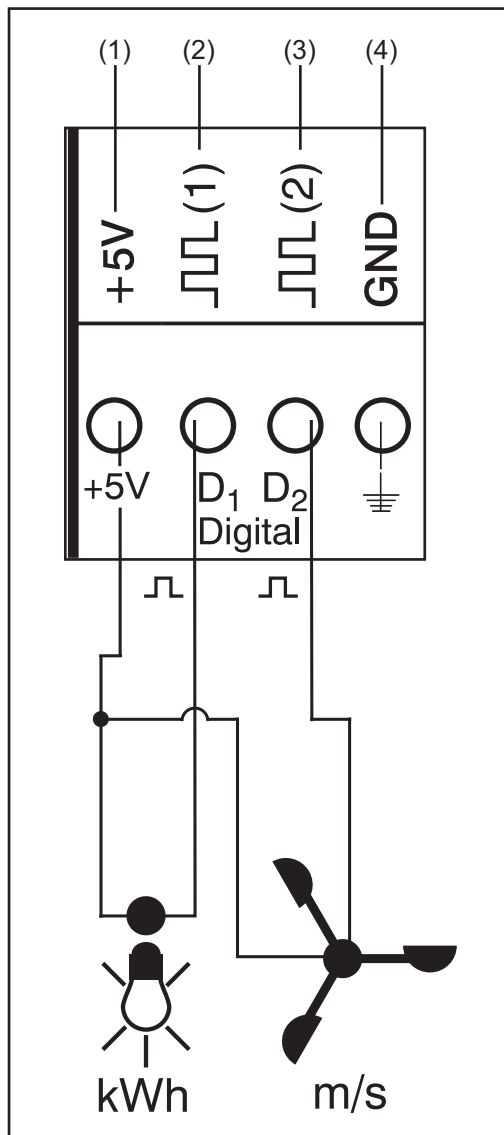 (1) (2) (3) (4)
+5V (1) (2) GND
+5V D₁ D₂
Digital
kWh m/s